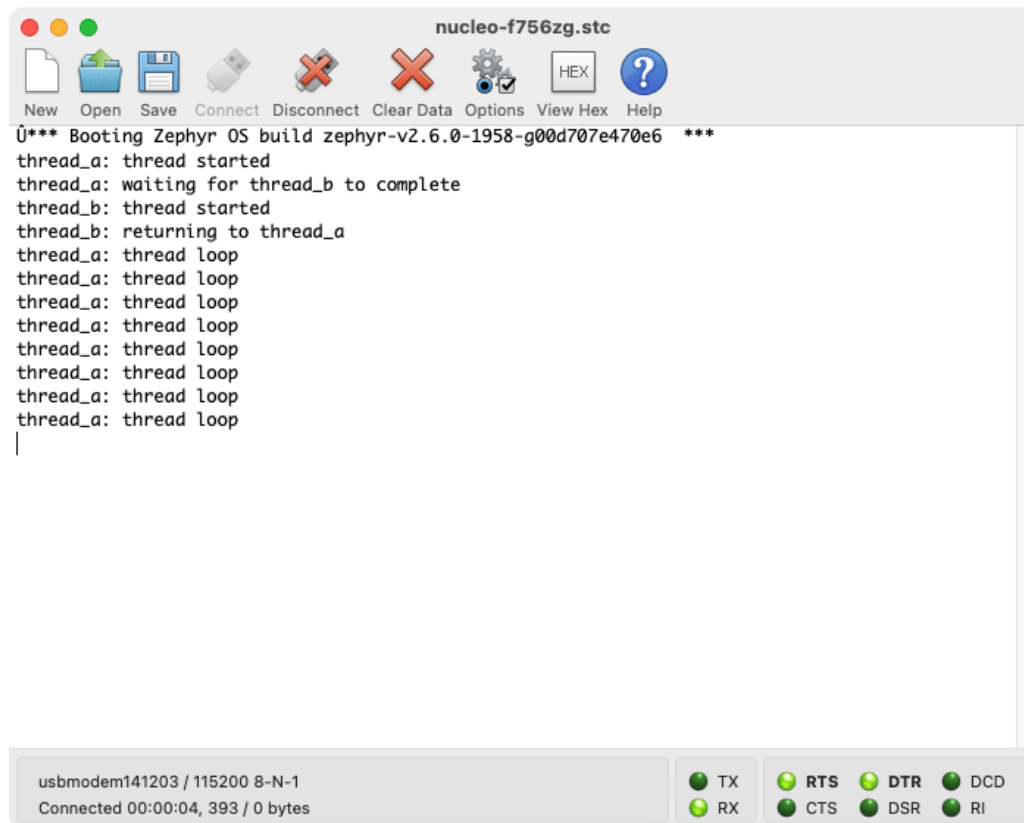 nucleo-f756zg.stc
New Open Save Connect Disconnect Clear Data Options View Hex Help
HEX
Û*** Booting Zephyr OS build zephyr-v2.6.0-1958-g00d707e470e6  ***
thread_a: thread started
thread_a: waiting for thread_b to complete
thread_b: thread started
thread_b: returning to thread_a
thread_a: thread loop
thread_a: thread loop
thread_a: thread loop
thread_a: thread loop
thread_a: thread loop
thread_a: thread loop
thread_a: thread loop
thread_a: thread loop
usbmodem141203 / 115200 8-N-1
Connected 00:00:04, 393 / 0 bytes
TX RTS DTR DCD
RX CTS DSR RI